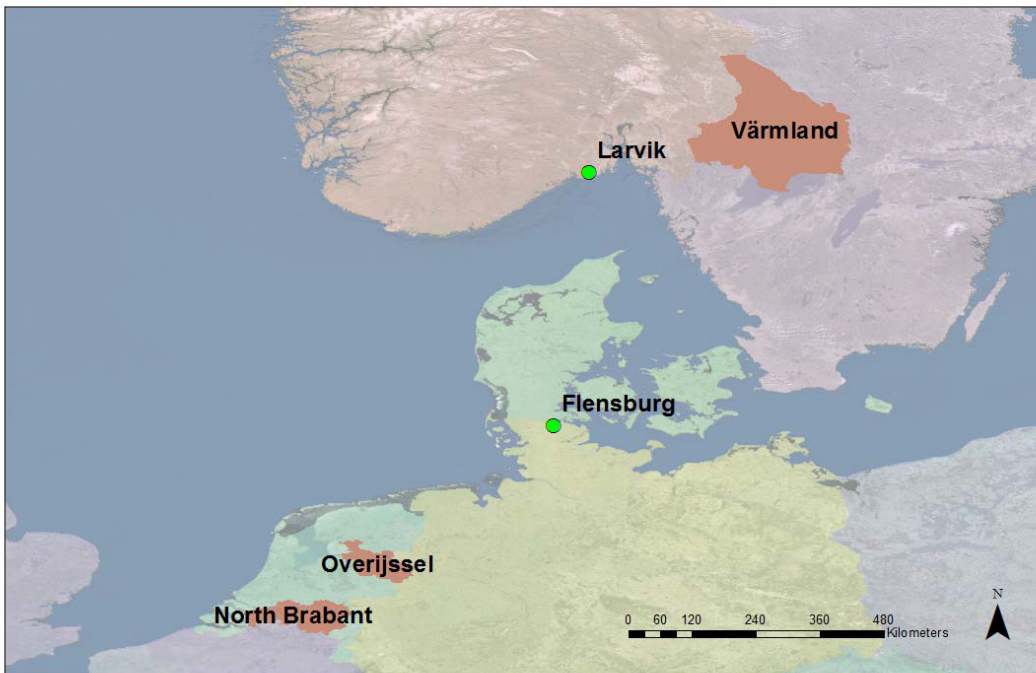 Värmland
Larvik
Flensburg
Overijssel
North Brabant
N
0 60 120 240 360 480
Kilometers